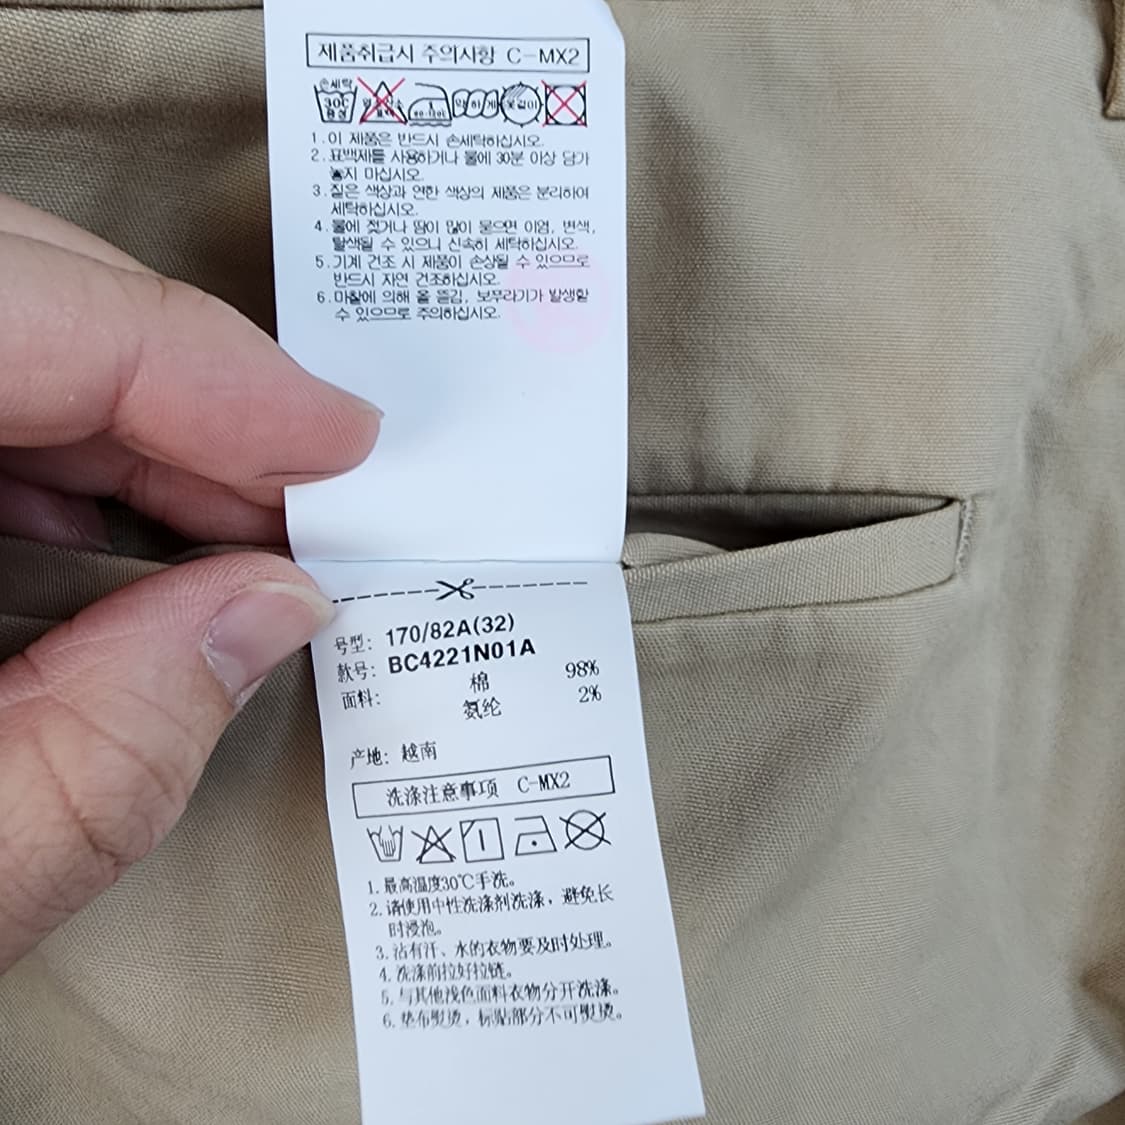 제품취급시 주의사항 C-MX2
손세탁
30℃
중성
80-120℃
약하게
옷걸이
1.이 제품은 반드시 손세탁하십시오.
2.표백제를 사용하거나 물에 30분 이상 담가
놓지 마십시오.
3.짙은 색상과 연한 색상의 제품은 분리하여
세탁하십시오.
4.물에 젖거나 땀이 많이 묻으면 이염, 변색,
탈색될 수 있으니 신속히 세탁하십시오.
5.기계 건조 시 제품이 손상될 수 있으므로
반드시 자연 건조하십시오.
6.마찰에 의해 올 뜯김, 보푸라기가 발생할
수 있으므로 주의하십시오.
号型: 170/82A(32)
款号: BC4221N01A
面料: 棉 98%
氨纶 2%
产地: 越南
洗涤注意事项 C-MX2
1.最高温度30℃手洗。
2.请使用中性洗涤剂洗涤，避免长
时浸泡。
3.沾有汗、水的衣物要及时处理。
4.洗涤前拉好拉链。
5.与其他浅色面料衣物分开洗涤。
6.垫布熨烫，标贴部分不可熨烫。